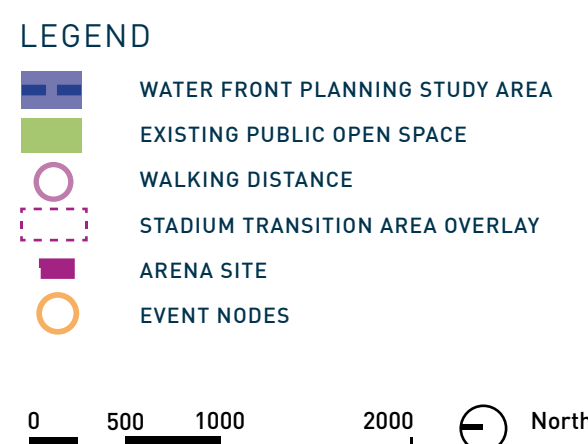 LEGEND
WATER FRONT PLANNING STUDY AREA
EXISTING PUBLIC OPEN SPACE
WALKING DISTANCE
STADIUM TRANSITION AREA OVERLAY
ARENA SITE
EVENT NODES
0 500 1000 2000 North